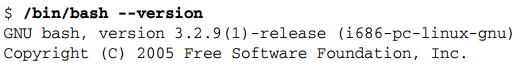 $ /bin/bash --version
GNU bash, version 3.2.9(1)-release (i686-pc-linux-gnu)
Copyright (C) 2005 Free Software Foundation, Inc.